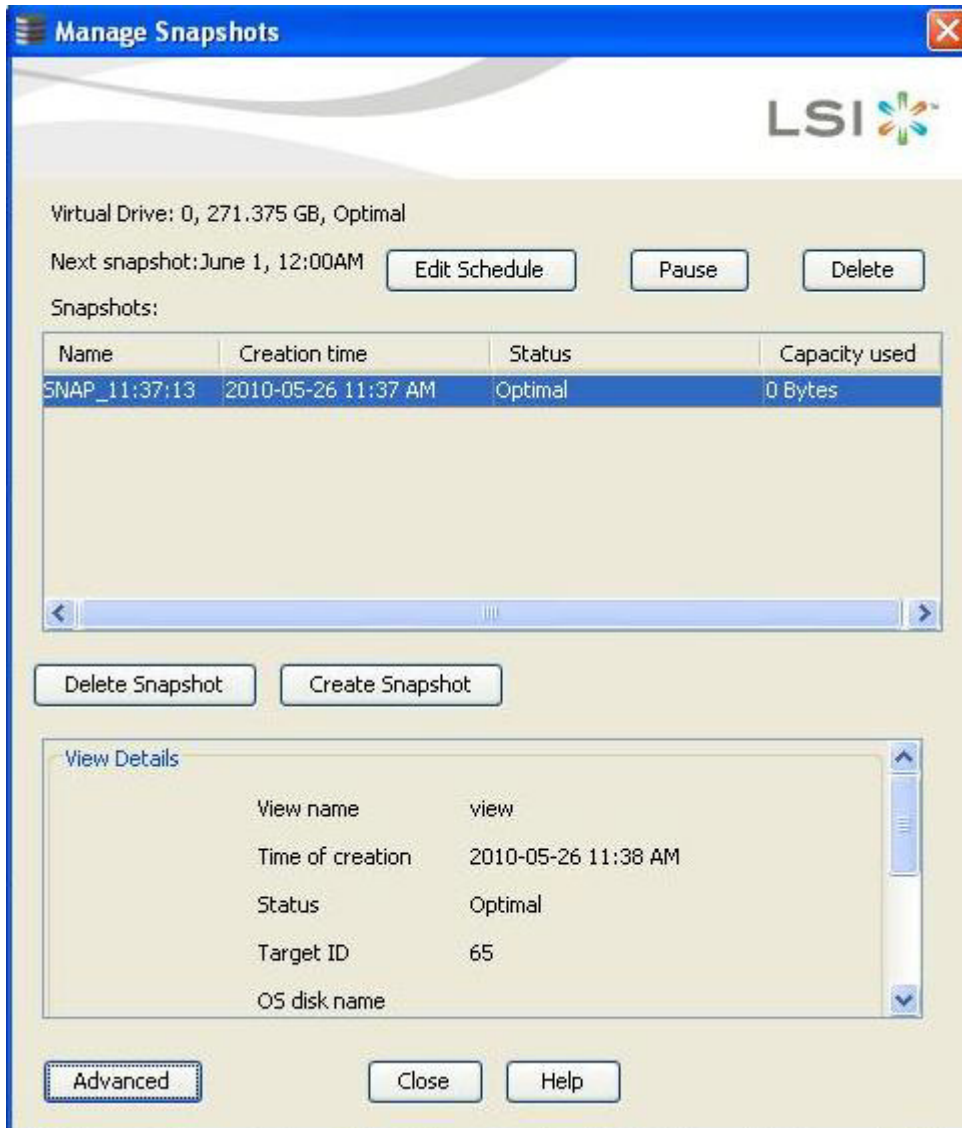 Manage Snapshots
LSI™
Virtual Drive: 0, 271.375 GB, Optimal
Next snapshot:June 1, 12:00AM Edit Schedule Pause Delete
Snapshots:
Name Creation time Status Capacity used
SNAP_11:37:13 2010-05-26 11:37 AM Optimal 0 Bytes
Delete Snapshot Create Snapshot
View Details
View name view
Time of creation 2010-05-26 11:38 AM
Status Optimal
Target ID 65
OS disk name
Advanced Close Help